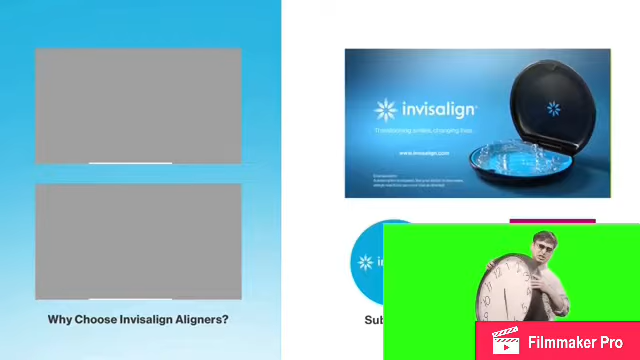 invisalign
Transforming smiles, changing lives.
www.invisalign.com
Why Choose Invisalign Aligners?
Sub
Filmmaker Pro